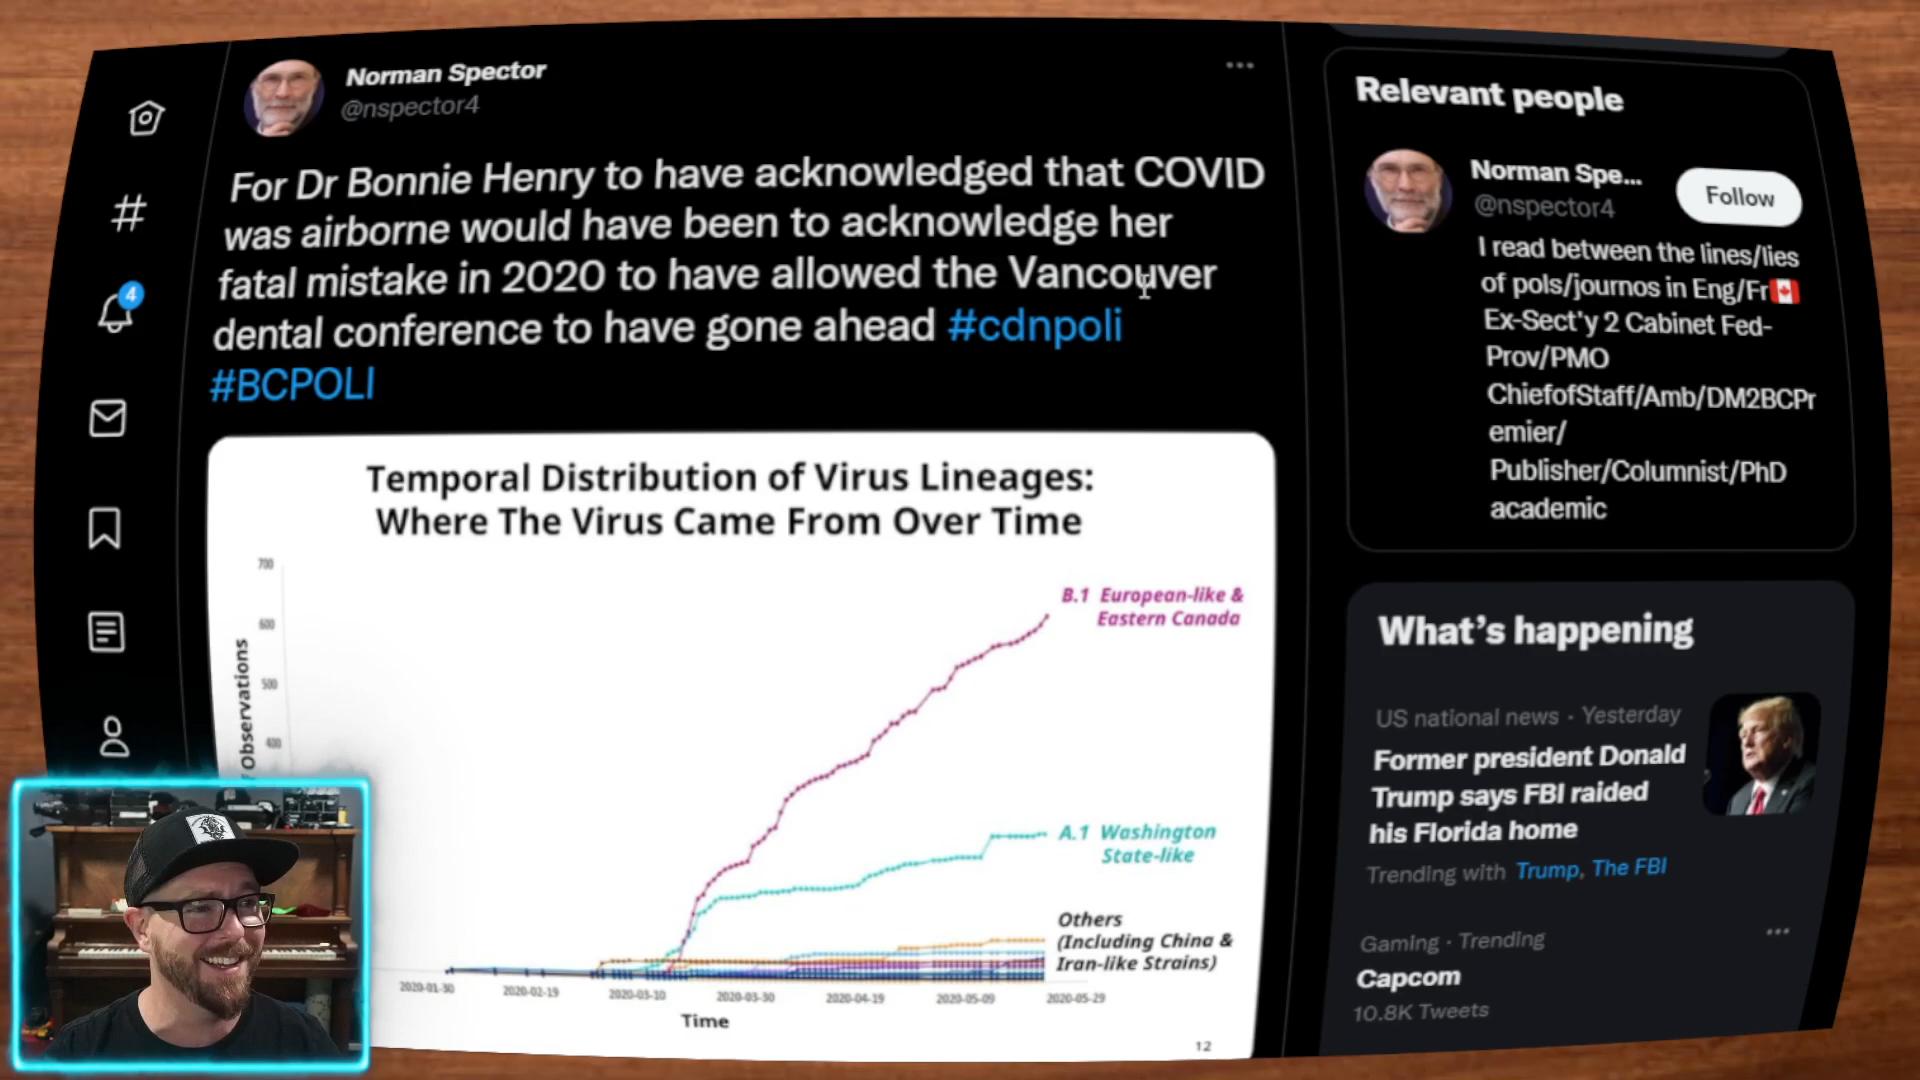 Norman Spector
@nspector4
For Dr Bonnie Henry to have acknowledged that COVID
was airborne would have been to acknowledge her
fatal mistake in 2020 to have allowed the Vancouver
dental conference to have gone ahead #cdnpoli
#BCPOLI
4
Temporal Distribution of Virus Lineages:
Where The Virus Came From Over Time
700
600
500
400
Observations
B.1 European-like &
Eastern Canada
A.1 Washington
State-like
Others
(Including China &
Iran-like Strains)
2020-01-30
2020-02-19
2020-03-10
2020-03-30
2020-04-19
2020-05-09
2020-05-29
Time
12
Relevant people
Norman Spe...
@nspector4
Follow
I read between the lines/lies
of pols/journos in Eng/Fr
Ex-Sect'y 2 Cabinet Fed-
Prov/PMO
ChiefofStaff/Amb/DM2BCPr
emier/
Publisher/Columnist/PhD
academic
What's happening
US national news · Yesterday
Former president Donald
Trump says FBI raided
his Florida home
Trending with Trump, The FBI
Gaming · Trending
Capcom
10.8K Tweets